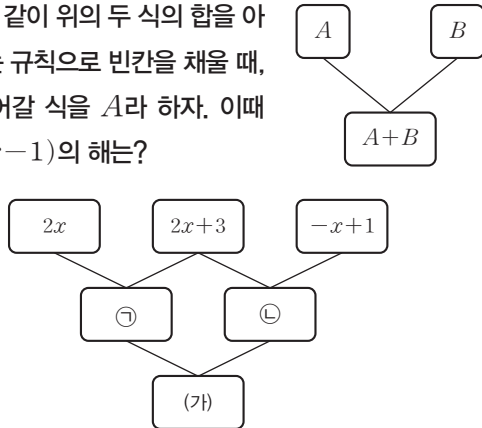 같이 위의 두 식의 합을 아
규칙으로 빈칸을 채울 때,
갈 식을 A라 하자. 이때
-1)의 해는?
A
B
A+B
2x
2x+3
-x+1
㉠
㉡
(가)